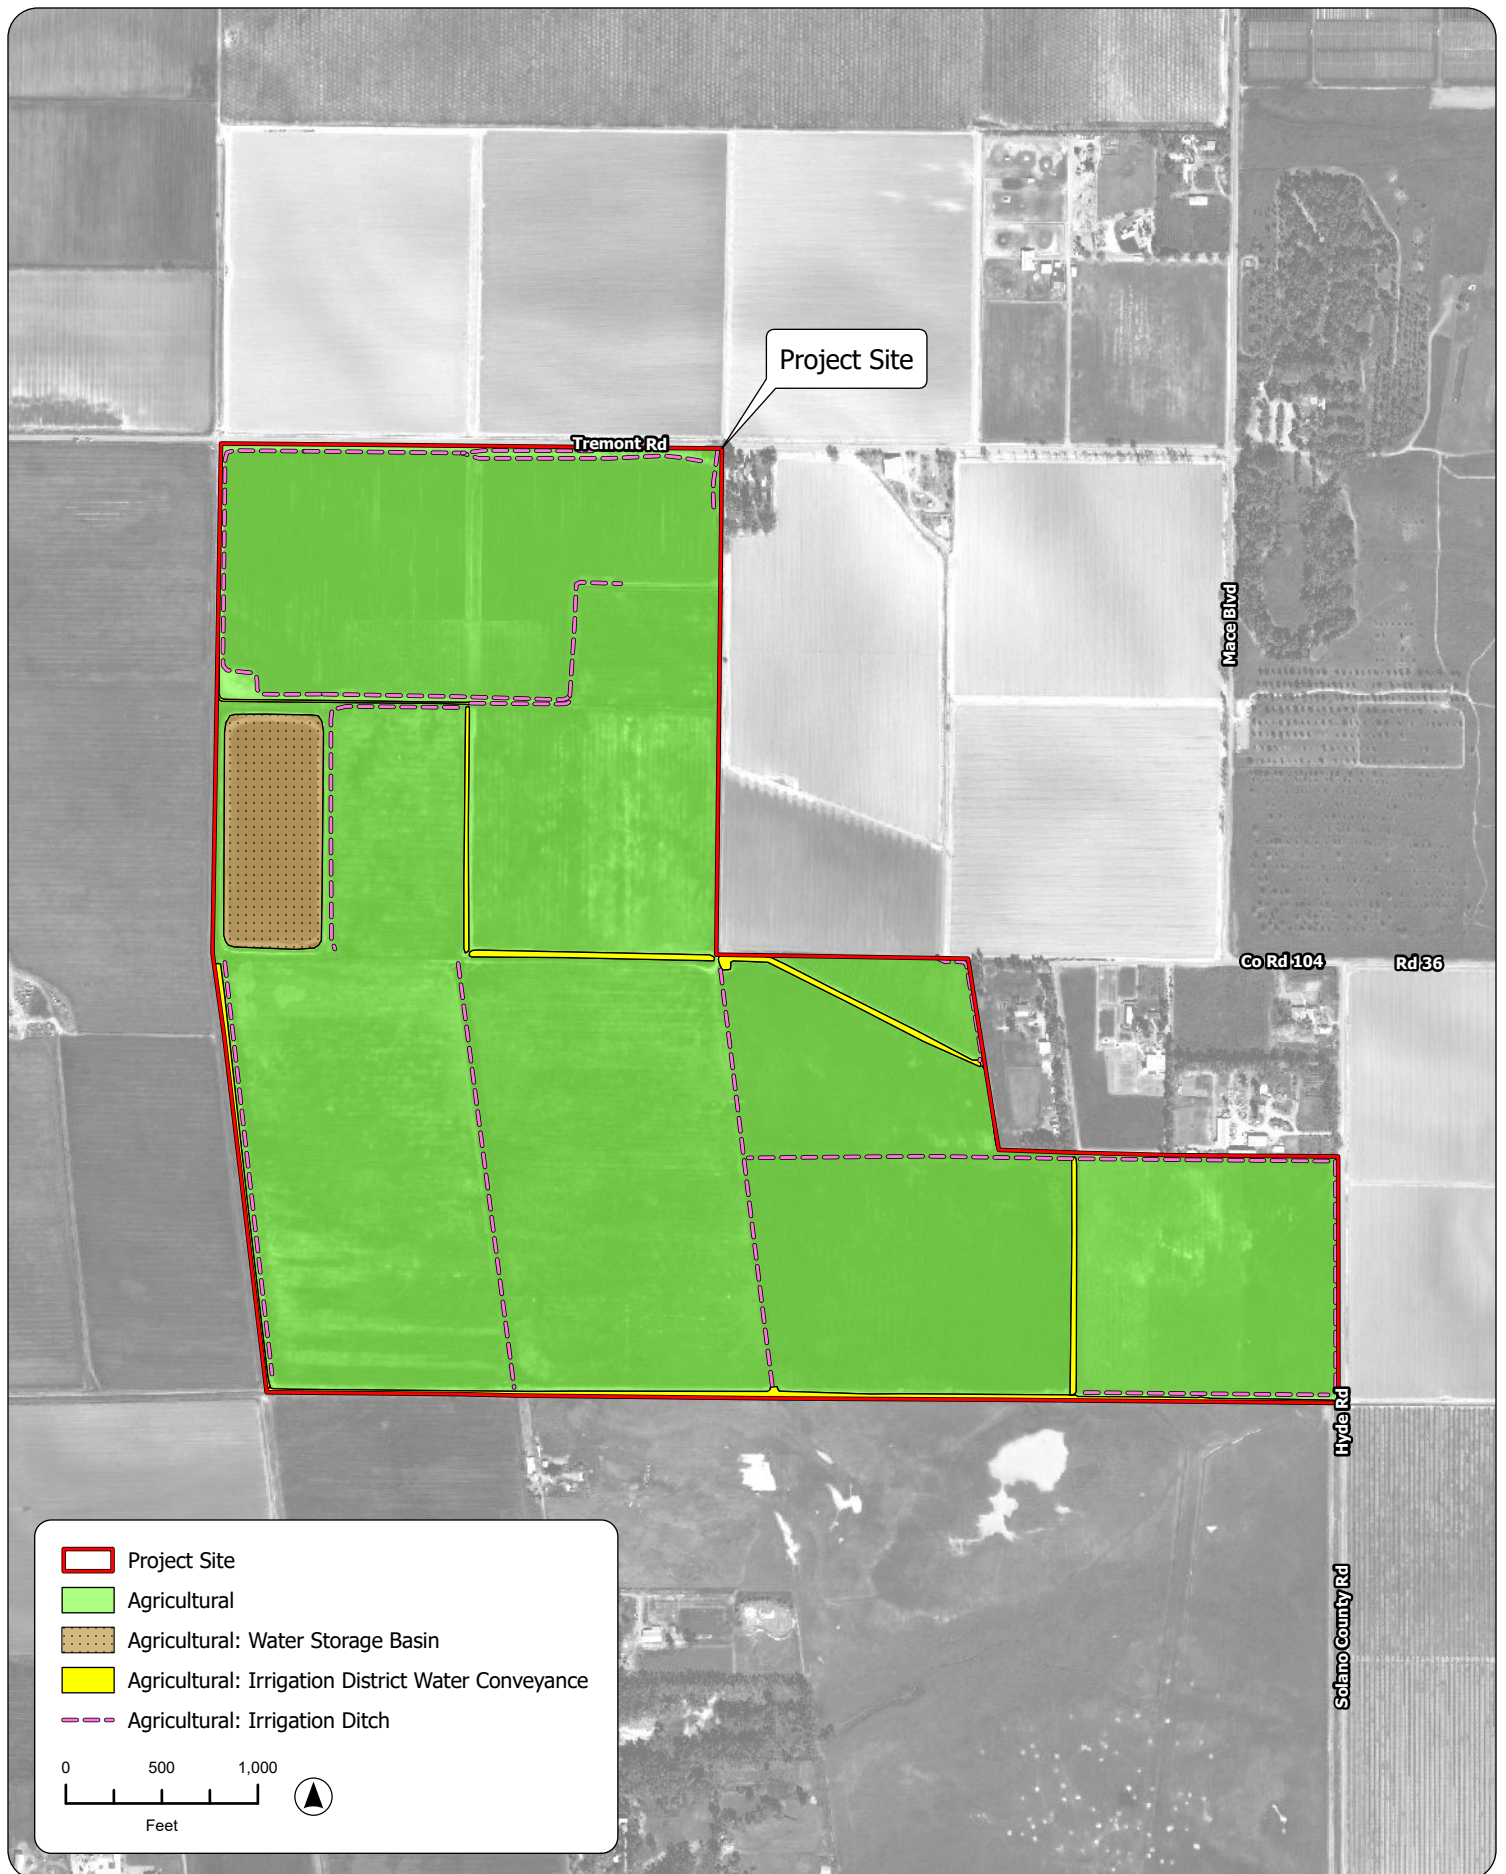 Project Site
Tremont Rd
Mace Blvd
Co Rd 104
Rd 36
Hyde Rd
Solano County Rd
Project Site
Agricultural
Agricultural: Water Storage Basin
Agricultural: Irrigation District Water Conveyance
Agricultural: Irrigation Ditch
0 500 1,000
Feet